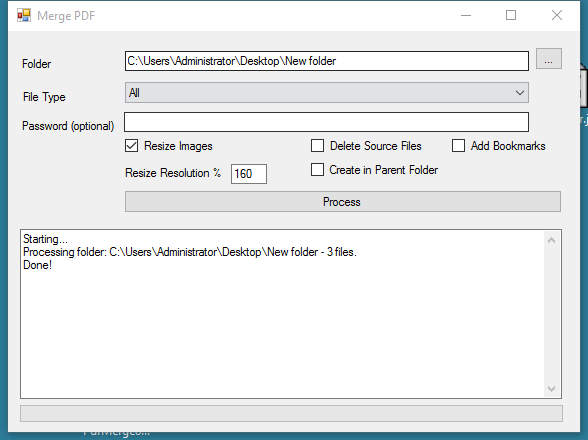 Merge PDF
Folder
C:\Users\Administrator\Desktop\New folder
...
File Type
All
Password (optional)
Resize Images
Delete Source Files
Add Bookmarks
Resize Resolution %
160
Create in Parent Folder
Process
Starting...
Processing folder: C:\Users\Administrator\Desktop\New folder - 3 files.
Done!